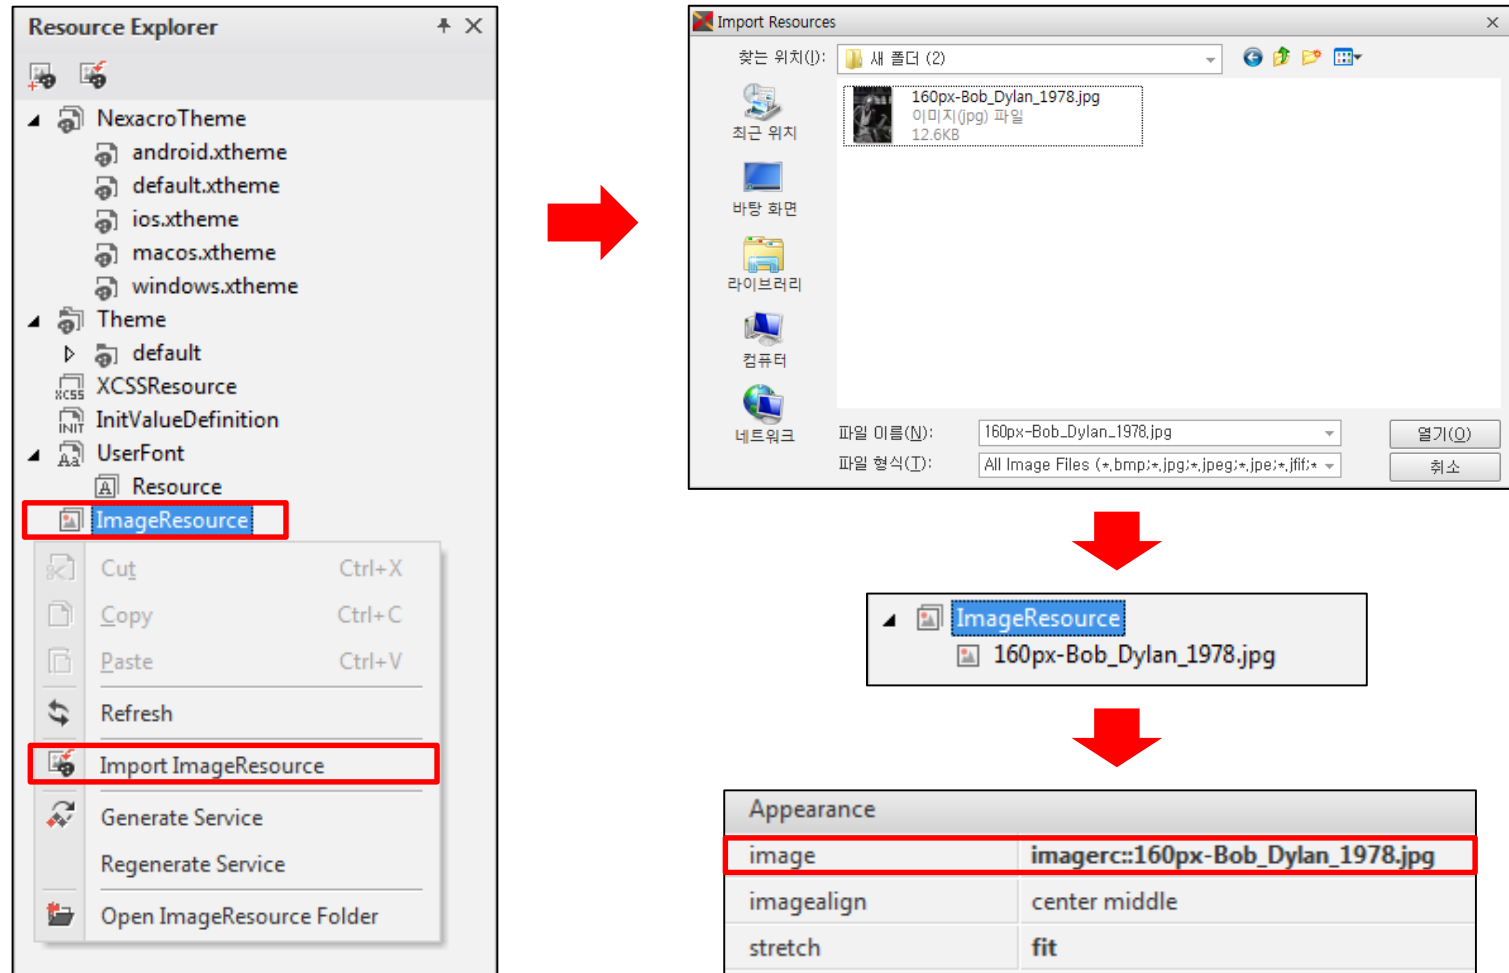 Resource Explorer
NexacroTheme
android.xtheme
default.xtheme
ios.xtheme
macos.xtheme
windows.xtheme
Theme
default
XCSS
XCSSResource
INIT
InitValueDefinition
UserFont
Resource
ImageResource
Cut Ctrl+X
Copy Ctrl+C
Paste Ctrl+V
Refresh
Import ImageResource
Generate Service
Regenerate Service
Open ImageResource Folder
Import Resources
찾는 위치(I):
새 폴더 (2)
160px-Bob_Dylan_1978.jpg
이미지(jpg) 파일
12.6KB
최근 위치
바탕 화면
라이브러리
컴퓨터
네트워크
파일 이름(N): 160px-Bob_Dylan_1978.jpg 열기(O)
파일 형식(T): All Image Files (*.bmp;*.jpg;*.jpeg;*.jpe;*.jfif;* 취소
ImageResource
160px-Bob_Dylan_1978.jpg
Appearance
image imagerc::160px-Bob_Dylan_1978.jpg
imagealign center middle
stretch fit